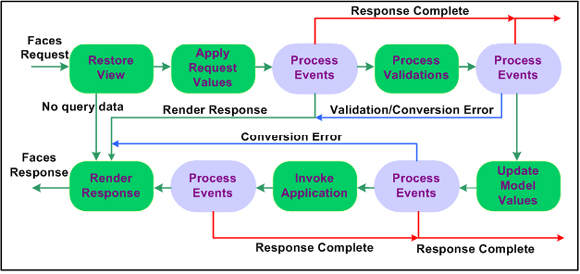 Response Complete
Faces
Request
Restore
View
Apply
Request
Values
Process
Events
Process
Validations
Process
Events
No query data
Render Response
Validation/Conversion Error
Conversion Error
Faces
Response
Render
Response
Process
Events
Invoke
Application
Process
Events
Update
Model
Values
Response Complete
Response Complete